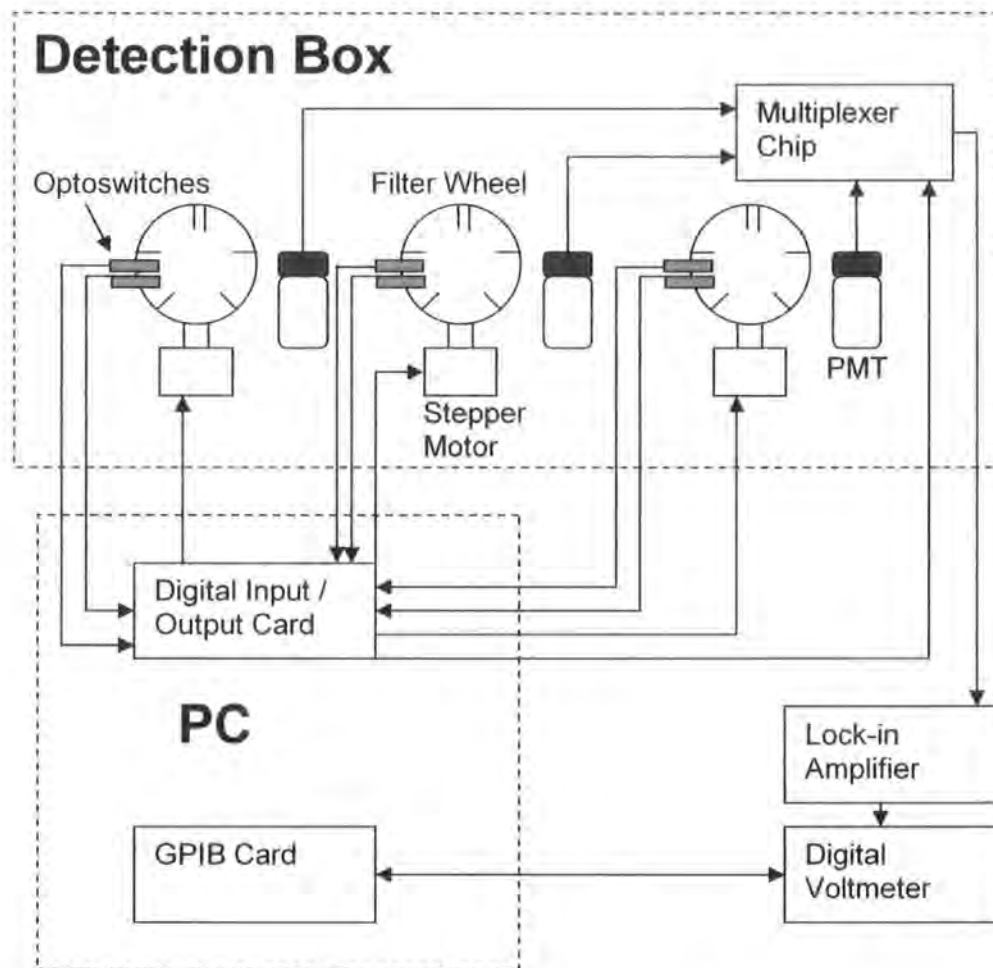 Detection Box
Multiplexer
Chip
Optoswitches
Filter Wheel
PMT
Stepper
Motor
Digital Input /
Output Card
PC
Lock-in
Amplifier
GPIB Card
Digital
Voltmeter